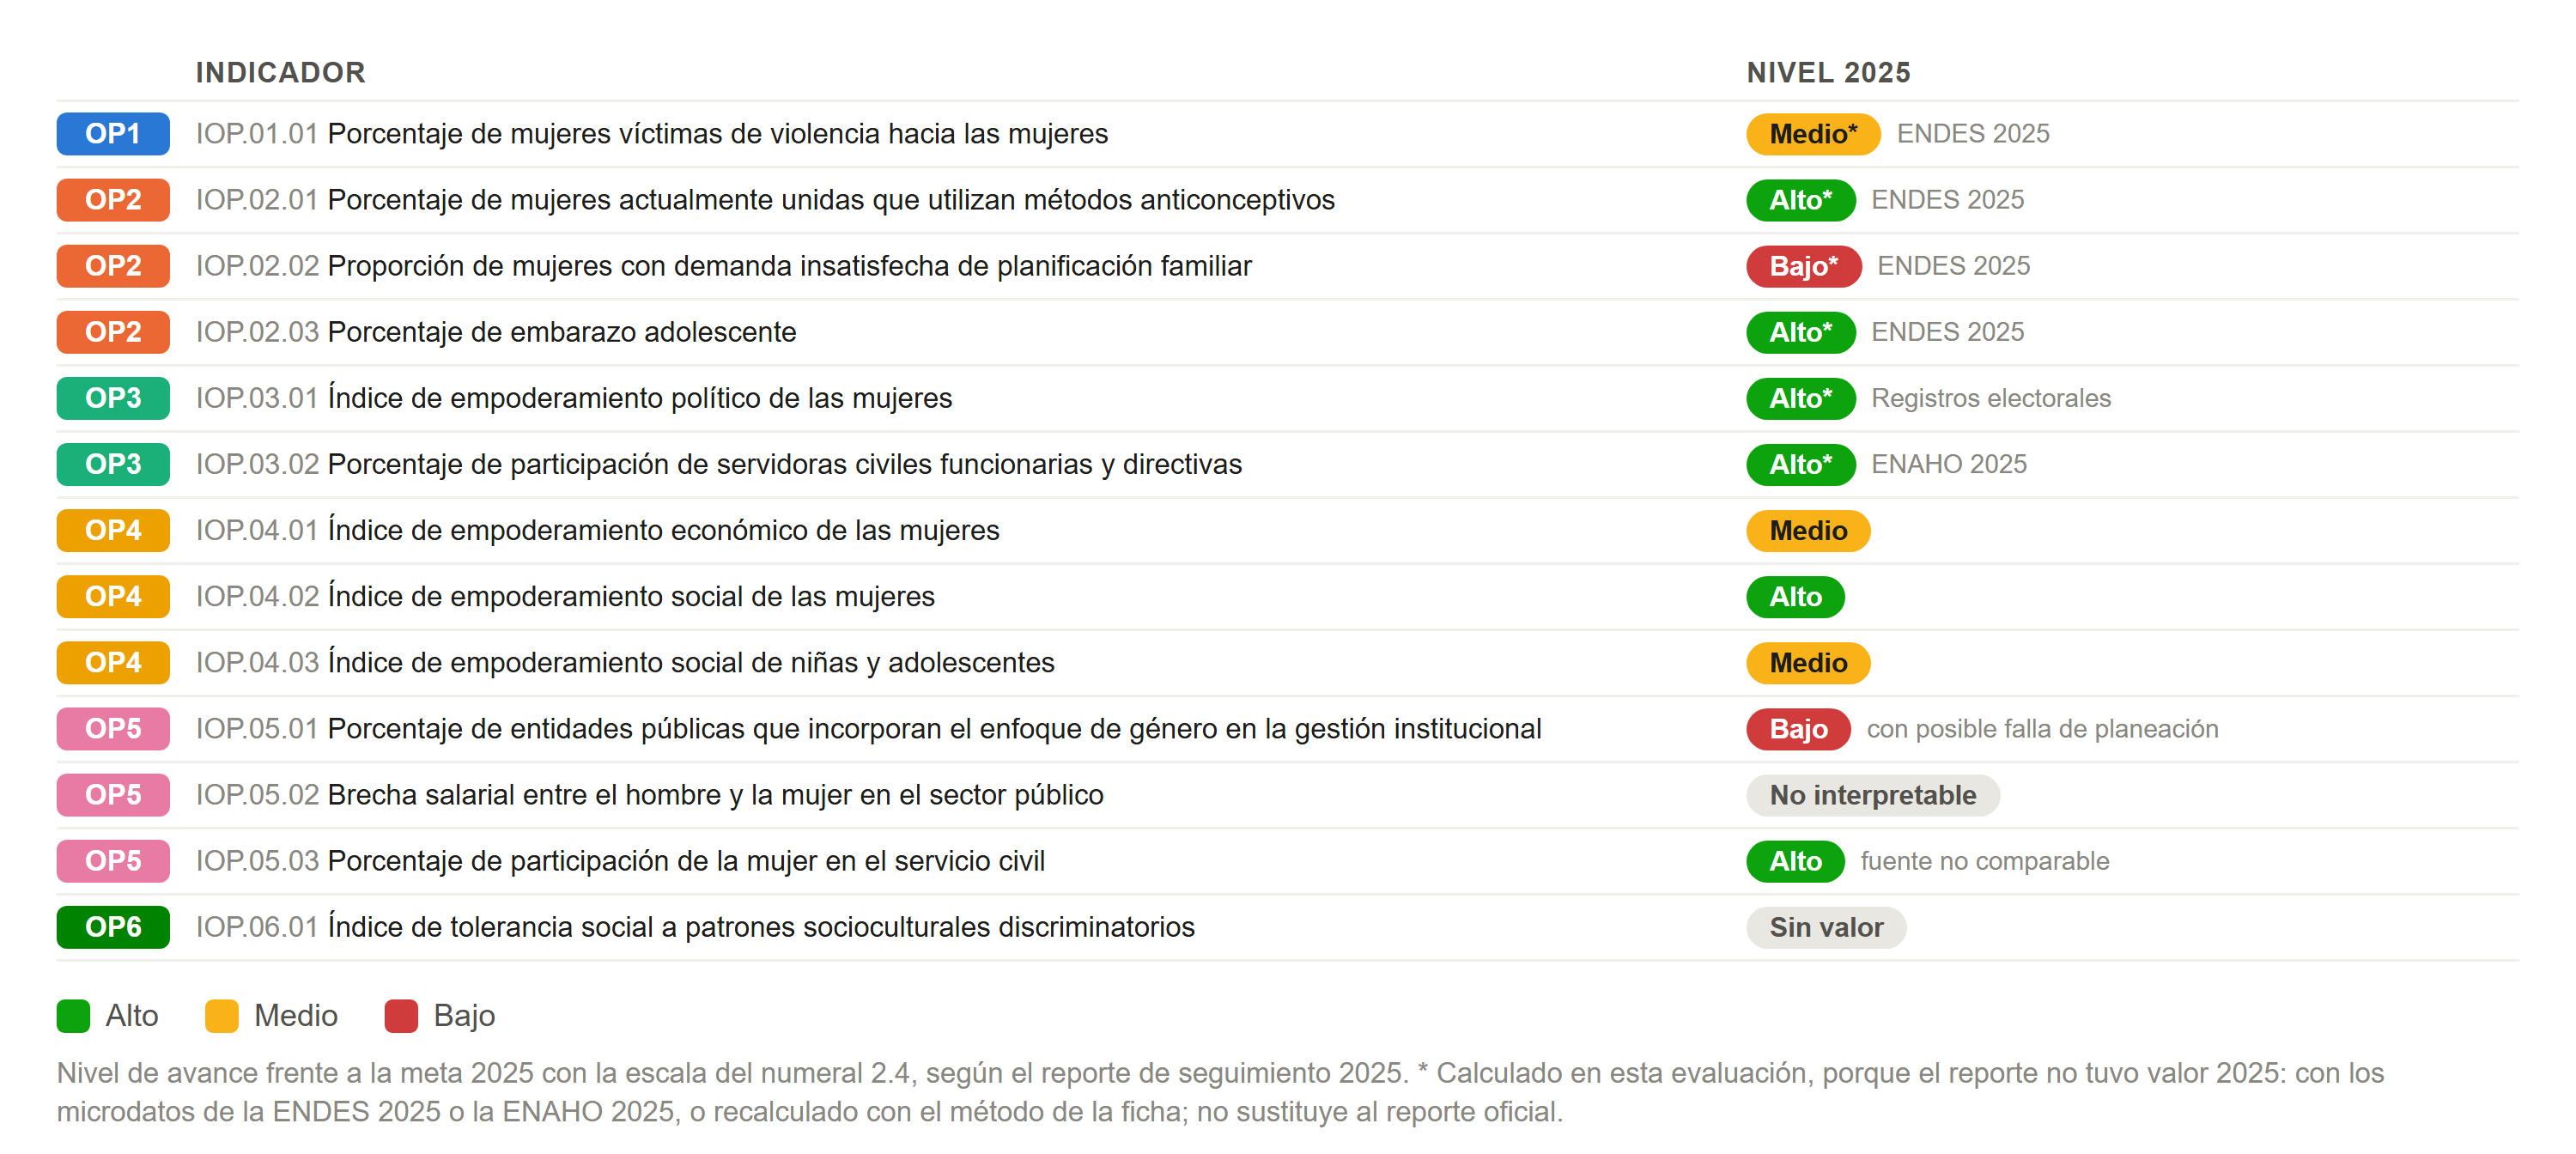 INDICADOR NIVEL 2025
OP1 IOP.01.01 Porcentaje de mujeres víctimas de violencia hacia las mujeres Medio* ENDES 2025
OP2 IOP.02.01 Porcentaje de mujeres actualmente unidas que utilizan métodos anticonceptivos Alto* ENDES 2025
OP2 IOP.02.02 Proporción de mujeres con demanda insatisfecha de planificación familiar Bajo* ENDES 2025
OP2 IOP.02.03 Porcentaje de embarazo adolescente Alto* ENDES 2025
OP3 IOP.03.01 Índice de empoderamiento político de las mujeres Alto* Registros electorales
OP3 IOP.03.02 Porcentaje de participación de servidoras civiles funcionarias y directivas Alto* ENAHO 2025
OP4 IOP.04.01 Índice de empoderamiento económico de las mujeres Medio
OP4 IOP.04.02 Índice de empoderamiento social de las mujeres Alto
OP4 IOP.04.03 Índice de empoderamiento social de niñas y adolescentes Medio
OP5 IOP.05.01 Porcentaje de entidades públicas que incorporan el enfoque de género en la gestión institucional Bajo con posible falla de planeación
OP5 IOP.05.02 Brecha salarial entre el hombre y la mujer en el sector público No interpretable
OP5 IOP.05.03 Porcentaje de participación de la mujer en el servicio civil Alto fuente no comparable
OP6 IOP.06.01 Índice de tolerancia social a patrones socioculturales discriminatorios Sin valor
Alto Medio Bajo
Nivel de avance frente a la meta 2025 con la escala del numeral 2.4, según el reporte de seguimiento 2025. * Calculado en esta evaluación, porque el reporte no tuvo valor 2025: con los
microdatos de la ENDES 2025 o la ENAHO 2025, o recalculado con el método de la ficha; no sustituye al reporte oficial.